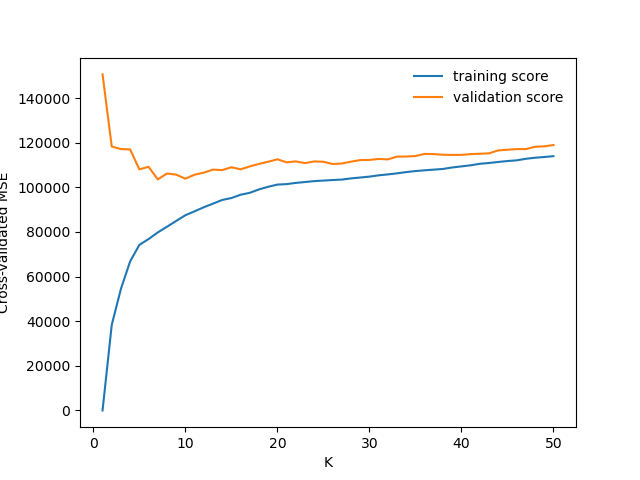 training score
validation score
140000
120000
100000
80000
60000
40000
20000
0
Cross-validated MSE
0 10 20 30 40 50
K